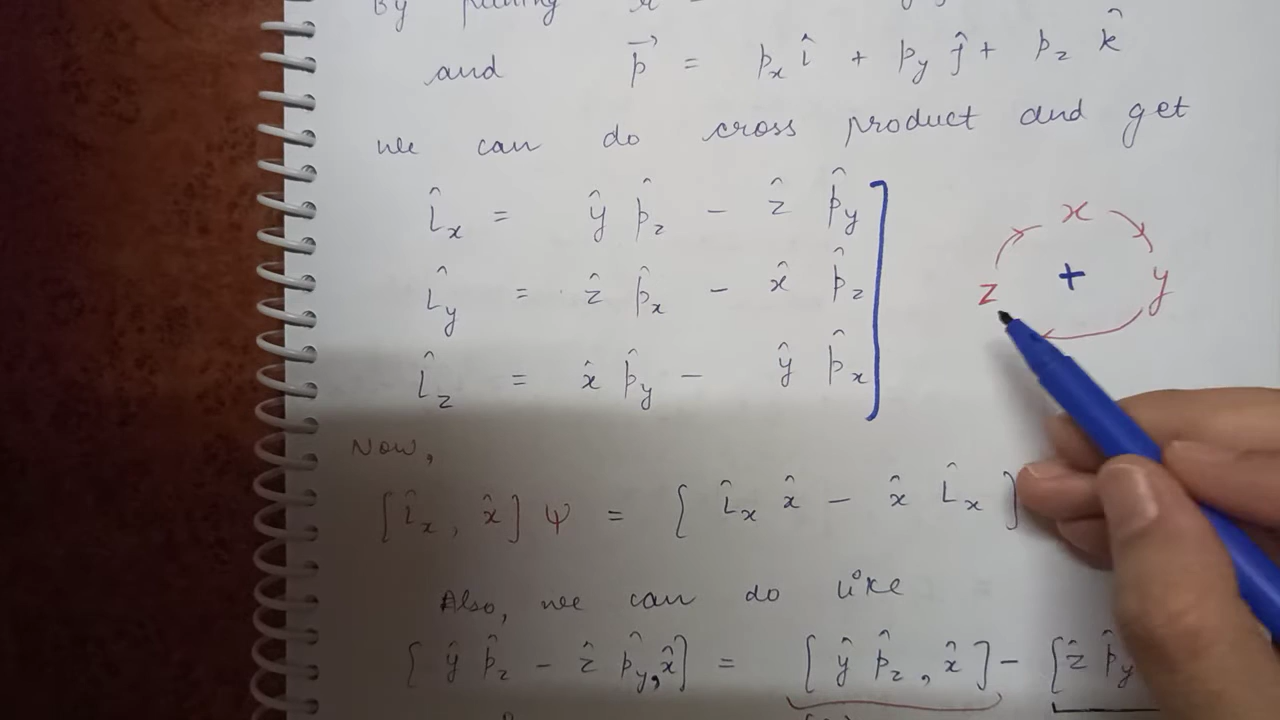 By
and p⃗ = pₓ î + p_y ĵ + p_z k̂
we can do cross product and get
L̂ₓ = ŷ p̂_z − ẑ p̂_y
L̂_y = ẑ p̂ₓ − x̂ p̂_z
L̂_z = x̂ p̂_y − ŷ p̂ₓ
x
z + y
Now,
[L̂ₓ, x̂] ψ = [ L̂ₓ x̂ − x̂ L̂ₓ ]
Also, we can do like
[ ŷ p̂_z − ẑ p̂_y, x̂] = [ŷ p̂_z, x̂] − [ẑ p̂_y